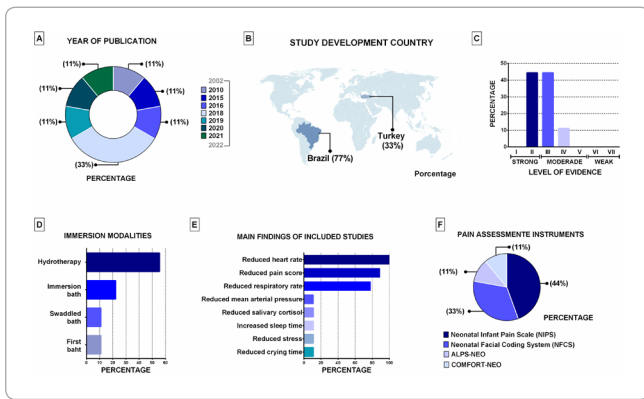 A
YEAR OF PUBLICATION
(11%)
(11%)
(11%)
(11%)
(11%)
(11%)
(33%)
PERCENTAGE
2002
2010
2015
2016
2018
2019
2020
2021
2022
B
STUDY DEVELOPMENT COUNTRY
Turkey
(33%)
Brazil (77%)
Percentage
C
PERCENTAGE
50
40
30
20
10
0
I II III IV V VI VII
STRONG MODERADE WEAK
LEVEL OF EVIDENCE
D
IMMERSION MODALITIES
Hydrotherapy
Immersion
bath
Swaddled
bath
First
baht
0 10 20 30 40 50 60
PERCENTAGE
E
MAIN FINDINGS OF INCLUDED STUDIES
Reduced heart rate
Reduced pain score
Reduced respiratory rate
Reduced mean arterial pressure
Reduced salivary cortisol
Increased sleep time
Reduced stress
Reduced crying time
0 20 40 60 80 100
PERCENTAGE
F
PAIN ASSESSMENTE INSTRUMENTS
(11%)
(11%)
(44%)
(33%)
PERCENTAGE
Neonatal Infant Pain Scale (NIPS)
Neonatal Facial Coding System (NFCS)
ALPS-NEO
COMFORT-NEO